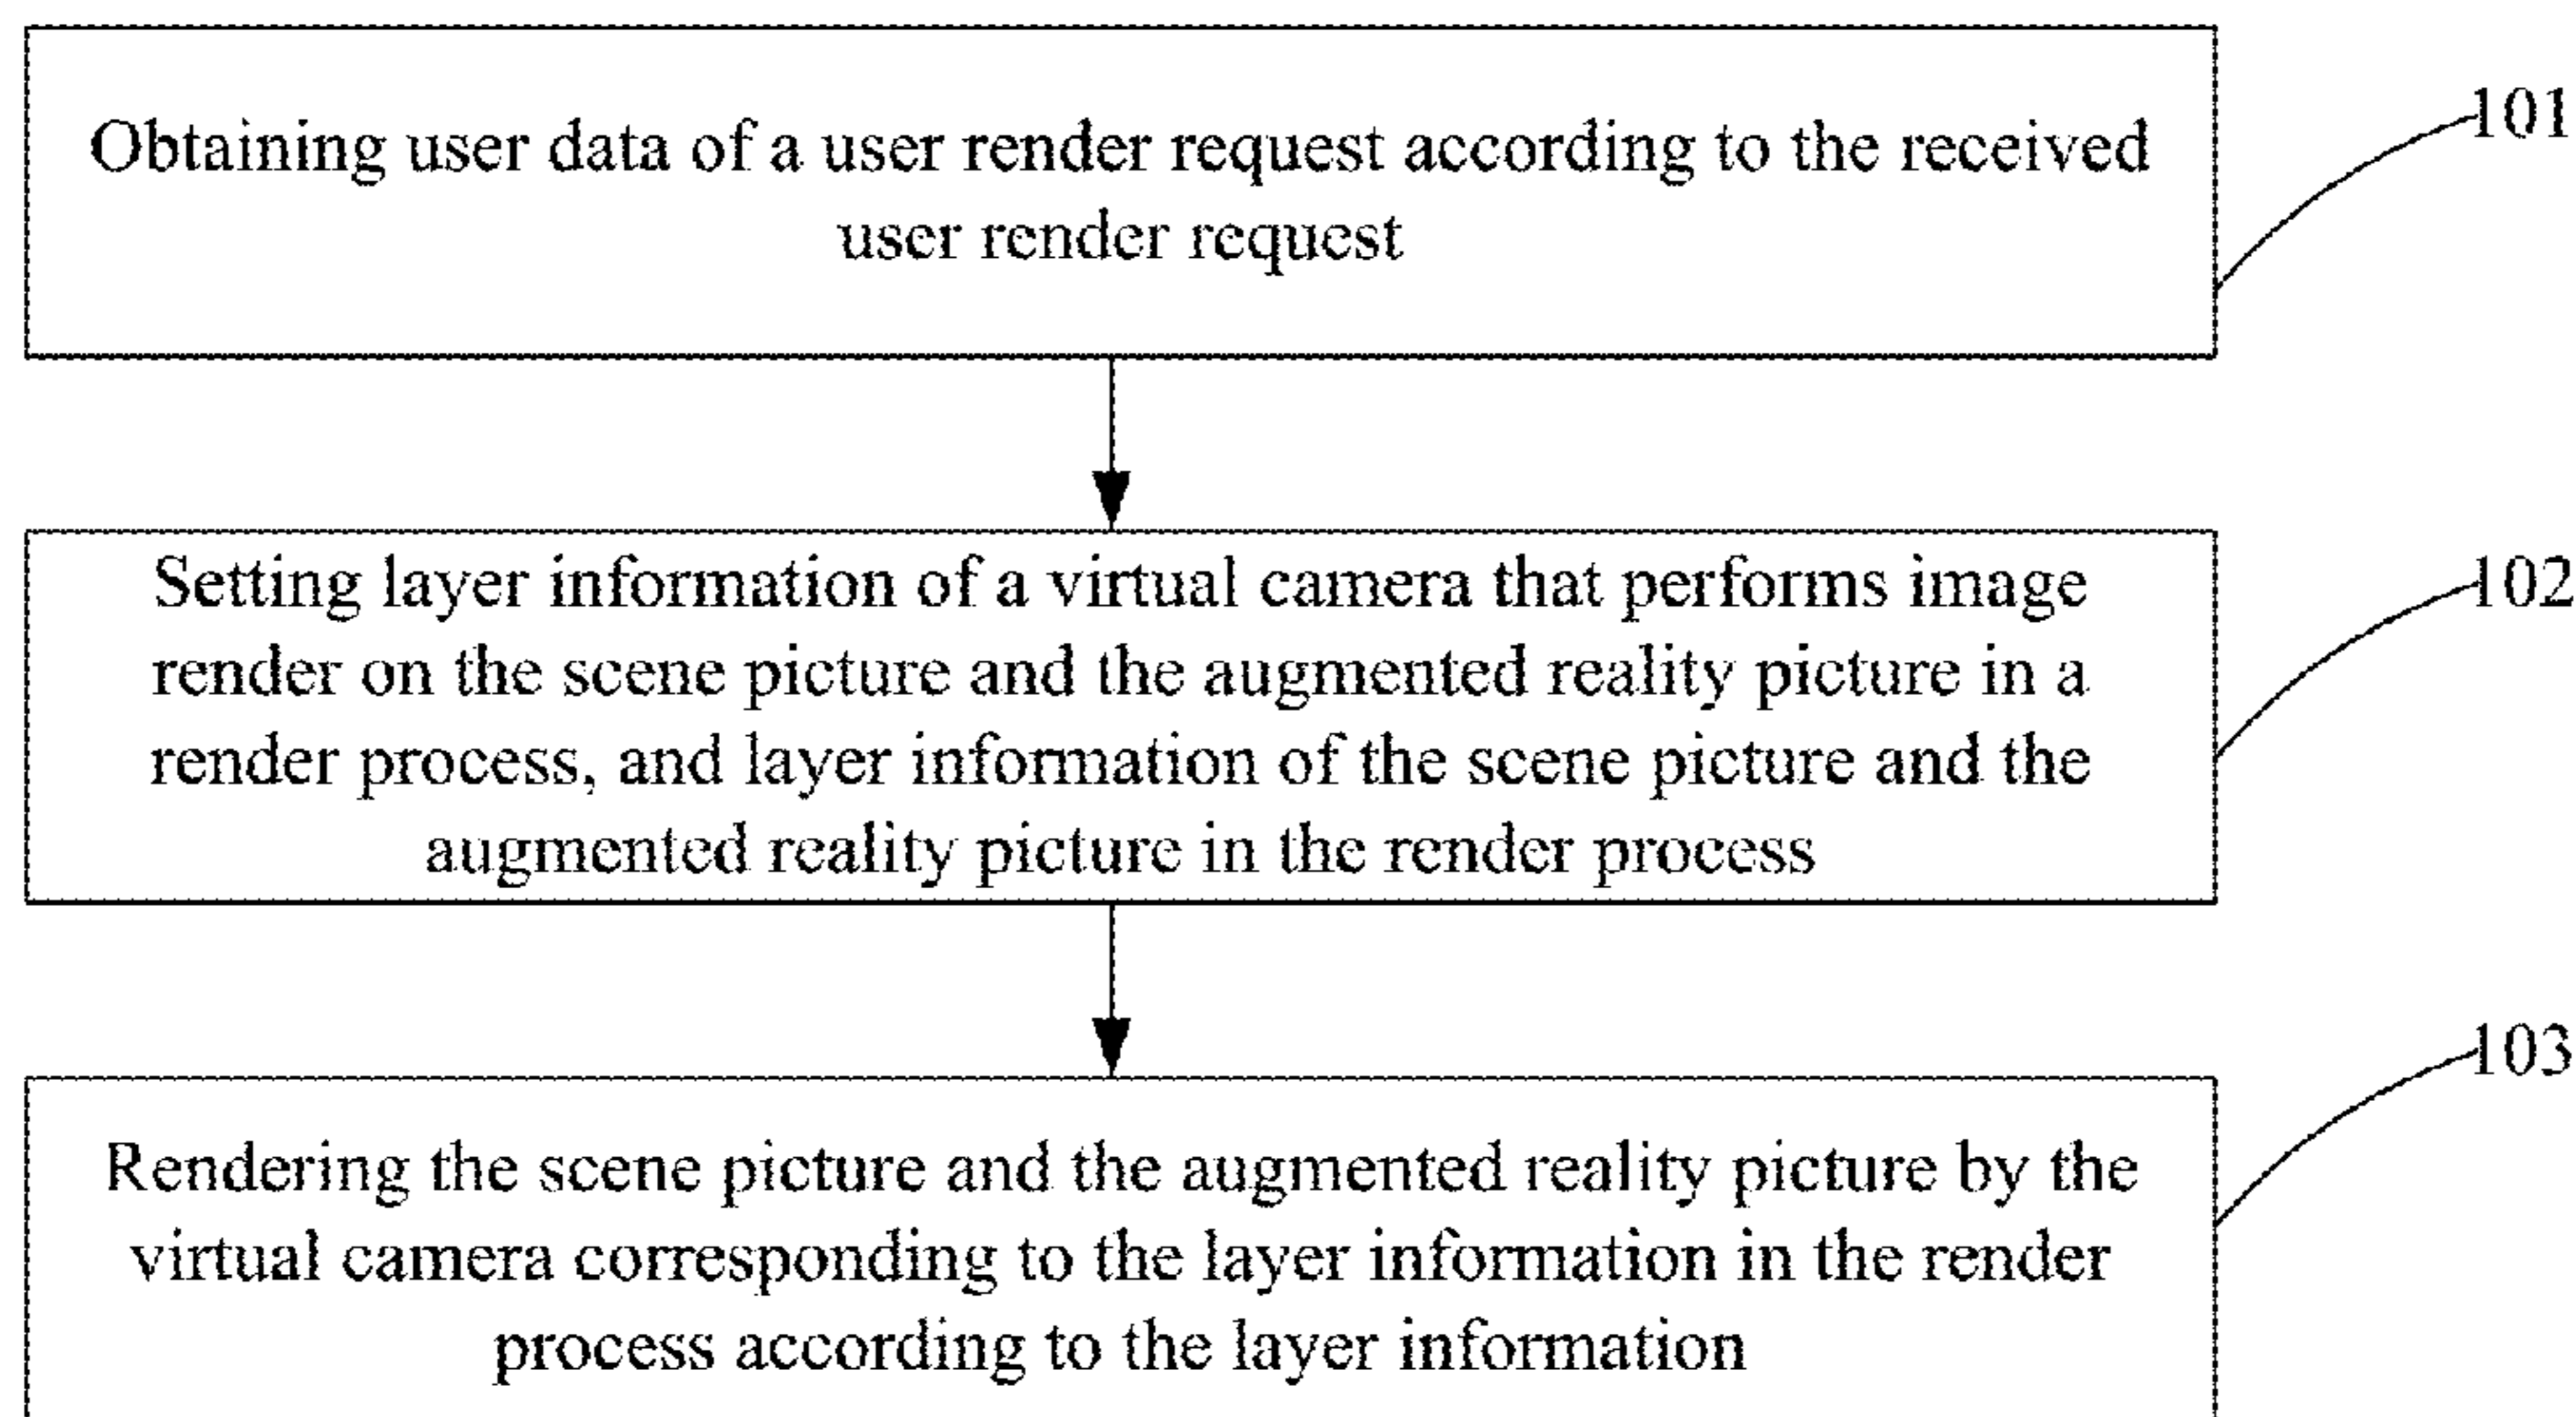 Obtaining user data of a user render request according to the received
user render request
101
Setting layer information of a virtual camera that performs image
render on the scene picture and the augmented reality picture in a
render process, and layer information of the scene picture and the
augmented reality picture in the render process
102
Rendering the scene picture and the augmented reality picture by the
virtual camera corresponding to the layer information in the render
process according to the layer information
103